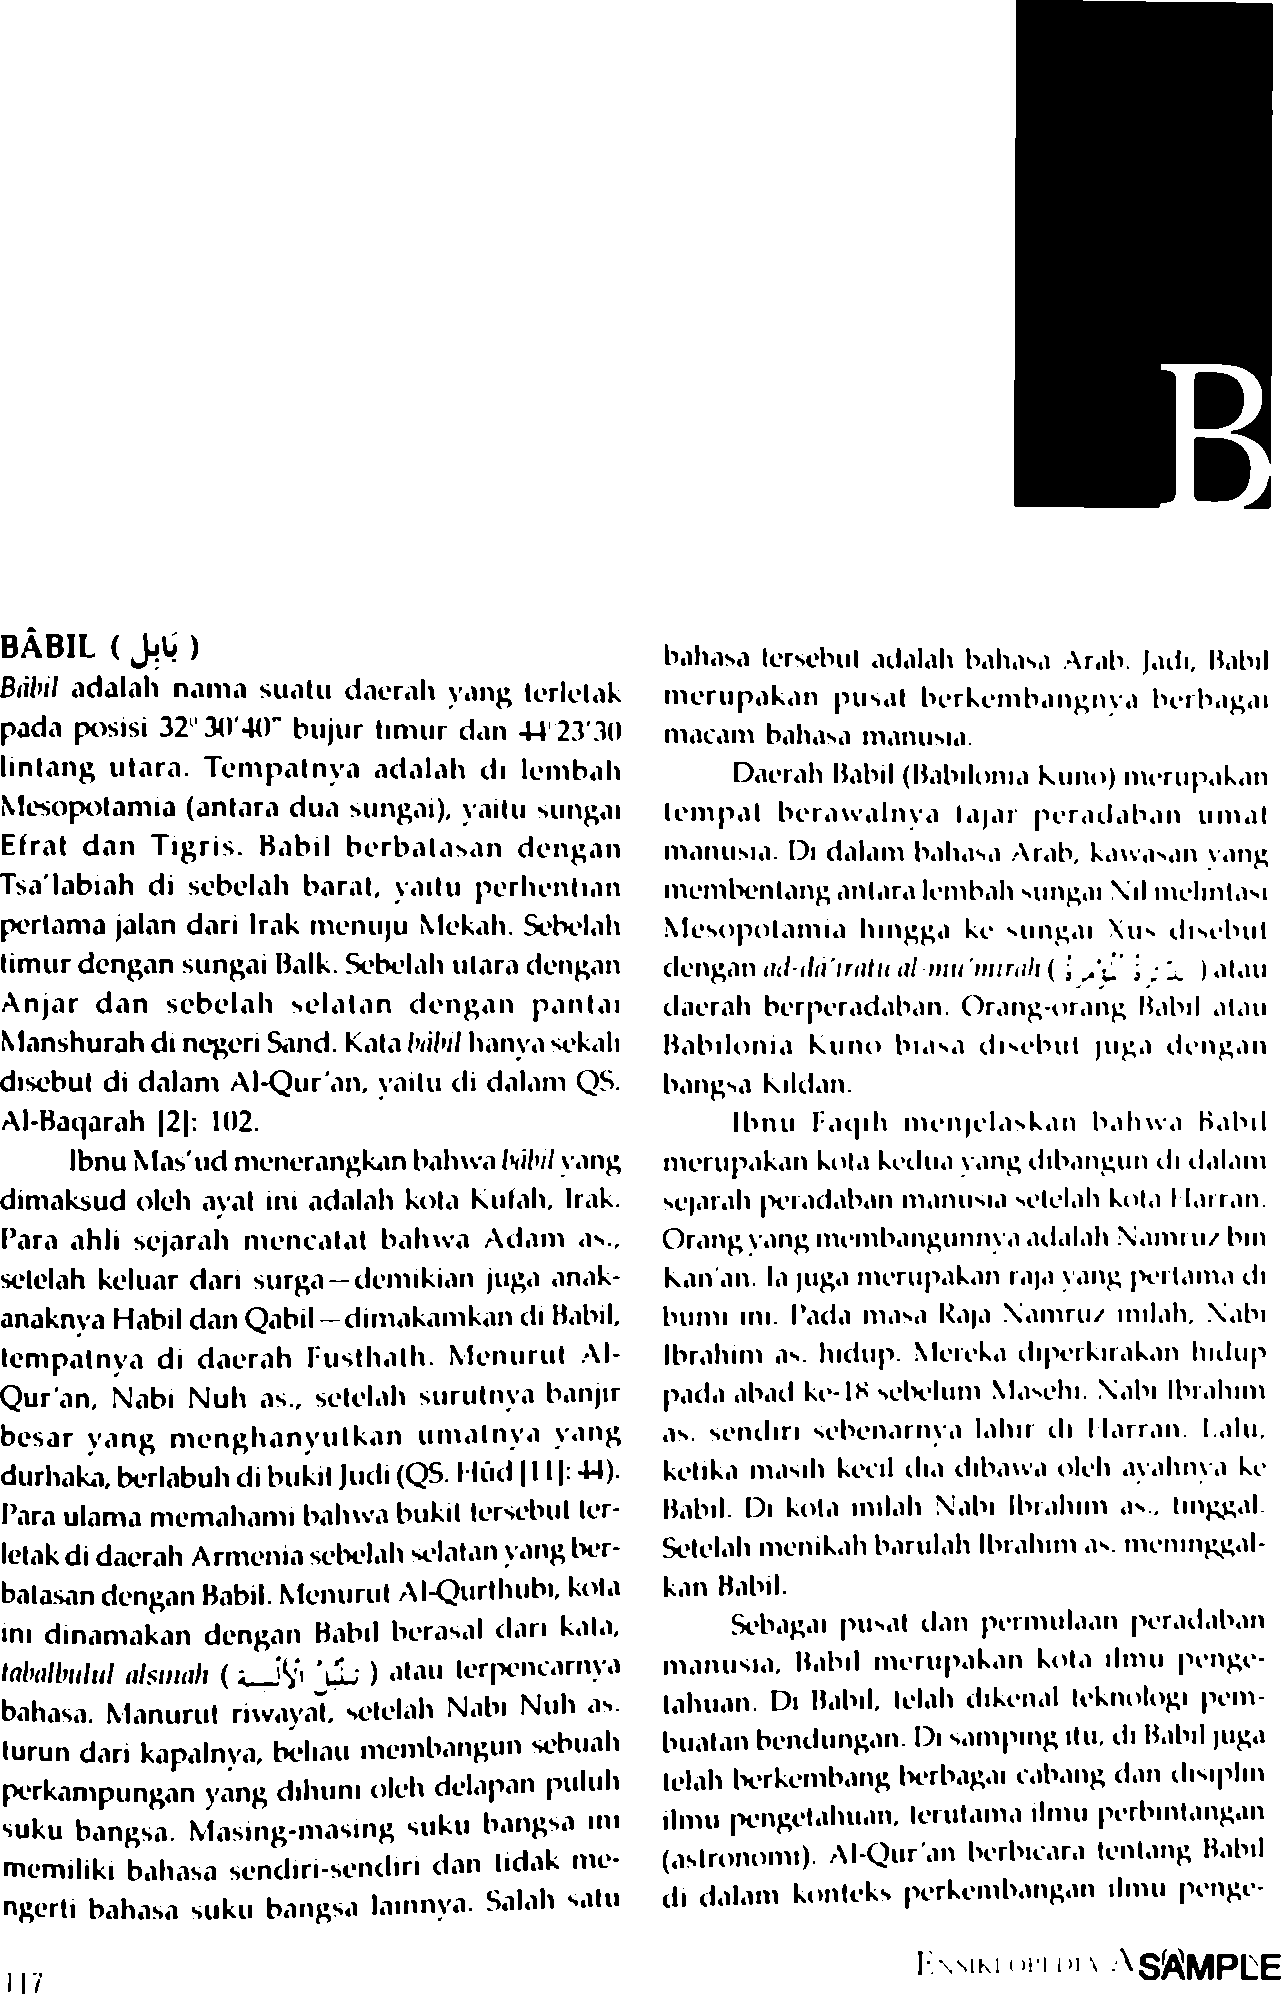 B
BÂBIL ( بَابِل )
Bâbil adalah nama suatu daerah yang terletak
pada posisi 32° 30'40" bujur timur dan 44°23'30
lintang utara. Tempatnya adalah di lembah
Mesopotamia (antara dua sungai), yaitu sungai
Efrat dan Tigris. Babil berbatasan dengan
Tsa'labiah di sebelah barat, yaitu perhentian
pertama jalan dari Irak menuju Mekah. Sebelah
timur dengan sungai Balk. Sebelah utara dengan
Anjar dan sebelah selatan dengan pantai
Manshurah di negeri Sand. Kata bâbil hanya sekali
disebut di dalam Al-Qur'an, yaitu di dalam QS.
Al-Baqarah [2]: 102.
Ibnu Mas'ud menerangkan bahwa bâbil yang
dimaksud oleh ayat ini adalah kota Kufah, Irak.
Para ahli sejarah mencatat bahwa Adam as.,
setelah keluar dari surga—demikian juga anak-
anaknya Habil dan Qabil—dimakamkan di Babil,
tempatnya di daerah Fusthath. Menurut Al-
Qur'an, Nabi Nuh as., setelah surutnya banjir
besar yang menghanyutkan umatnya yang
durhaka, berlabuh di bukit Judi (QS. Hûd [11]: 44).
Para ulama memahami bahwa bukit tersebut ter-
letak di daerah Armenia sebelah selatan yang ber-
batasan dengan Babil. Menurut Al-Qurthubi, kota
ini dinamakan dengan Babil berasal dari kata,
tabalbulul alsinah ( ) atau terpencarnya
bahasa. Manurut riwayat, setelah Nabi Nuh as.
turun dari kapalnya, beliau membangun sebuah
perkampungan yang dihuni oleh delapan puluh
suku bangsa. Masing-masing suku bangsa ini
memiliki bahasa sendiri-sendiri dan tidak me-
ngerti bahasa suku bangsa lainnya. Salah satu
bahasa tersebut adalah bahasa Arab. Jadi, Babil
merupakan pusat berkembangnya berbagai
macam bahasa manusia.
Daerah Babil (Babilonia Kuno) merupakan
tempat berawalnya fajar peradaban umat
manusia. Di dalam bahasa Arab, kawasan yang
membentang antara lembah sungai Nil melintasi
Mesopotamia hingga ke sungai Xus disebut
dengan ad-dâ'iratu al-mu'mirah ( ) atau
daerah berperadaban. Orang-orang Babil atau
Babilonia Kuno biasa disebut juga dengan
bangsa Kildan.
Ibnu Faqih menjelaskan bahwa Babil
merupakan kota kedua yang dibangun di dalam
sejarah peradaban manusia setelah kota Harran.
Orang yang membangunnya adalah Namruz bin
Kan'an. Ia juga merupakan raja yang pertama di
bumi ini. Pada masa Raja Namruz inilah, Nabi
Ibrahim as. hidup. Mereka diperkirakan hidup
pada abad ke-18 sebelum Masehi. Nabi Ibrahim
as. sendiri sebenarnya lahir di Harran. Lalu,
ketika masih kecil dia dibawa oleh ayahnya ke
Babil. Di kota inilah Nabi Ibrahim as., tinggal.
Setelah menikah barulah Ibrahim as. meninggal-
kan Babil.
Sebagai pusat dan permulaan peradaban
manusia, Babil merupakan kota ilmu penge-
tahuan. Di Babil, telah dikenal teknologi pem-
buatan bendungan. Di samping itu, di Babil juga
telah berkembang berbagai cabang dan disiplin
ilmu pengetahuan, terutama ilmu perbintangan
(astronomi). Al-Qur'an berbicara tentang Babil
di dalam konteks perkembangan ilmu penge-
117
ENSIKLOPEDIA SAMPLE